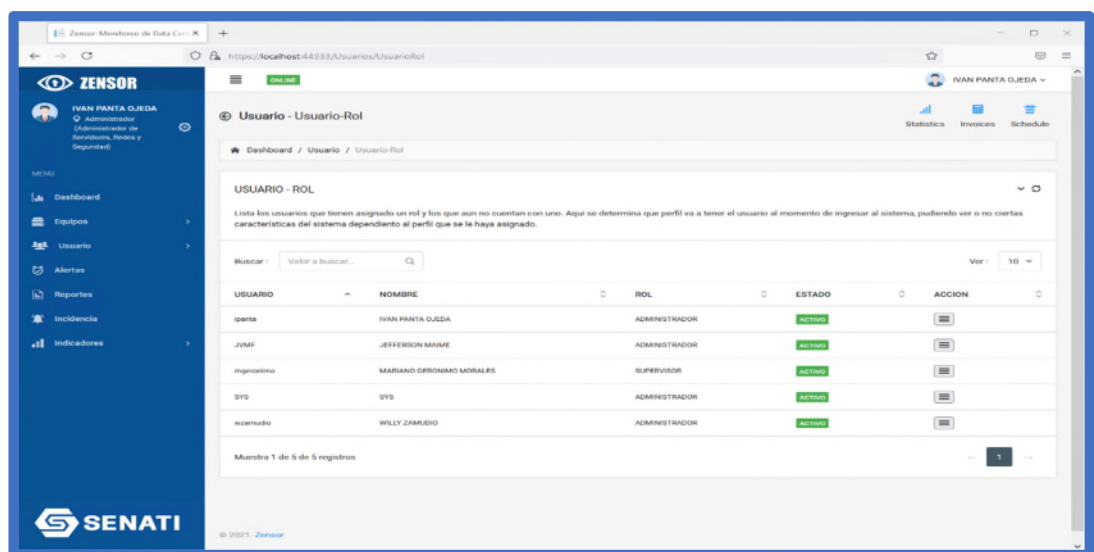 Zensor-Monitoreo de Data Cen
https://localhost:44333/Usuarios/UsuarioRol
ZENSOR
ONLINE
IVAN PANTA OJEDA
IVAN PANTA OJEDA
Administrador
(Administrador de
Servidores, Redes y
Seguridad)
Usuario - Usuario-Rol
Statistics
Invoices
Schedule
Dashboard / Usuario / Usuario-Rol
MENU
Dashboard
Equipos
Usuario
Alertas
Reportes
Incidencia
Indicadores
USUARIO - ROL
Lista los usuarios que tienen asignado un rol y los que aun no cuentan con uno. Aqui se determina que perfil va a tener el usuario al momento de ingresar al sistema, pudiendo ver o no ciertas
características del sistema dependiento al perfil que se le haya asignado.
Buscar :
Valor a buscar...
Ver :
10
USUARIO NOMBRE ROL ESTADO ACCION
ipanta IVAN PANTA OJEDA ADMINISTRADOR ACTIVO
JVMF JEFFERSON MAIME ADMINISTRADOR ACTIVO
mgeronimo MARIANO GERONIMO MORALES SUPERVISOR ACTIVO
SYS SYS ADMINISTRADOR ACTIVO
wzamudio WILLY ZAMUDIO ADMINISTRADOR ACTIVO
Muestra 1 de 5 de 5 registros
1
SENATI
© 2021. Zensor